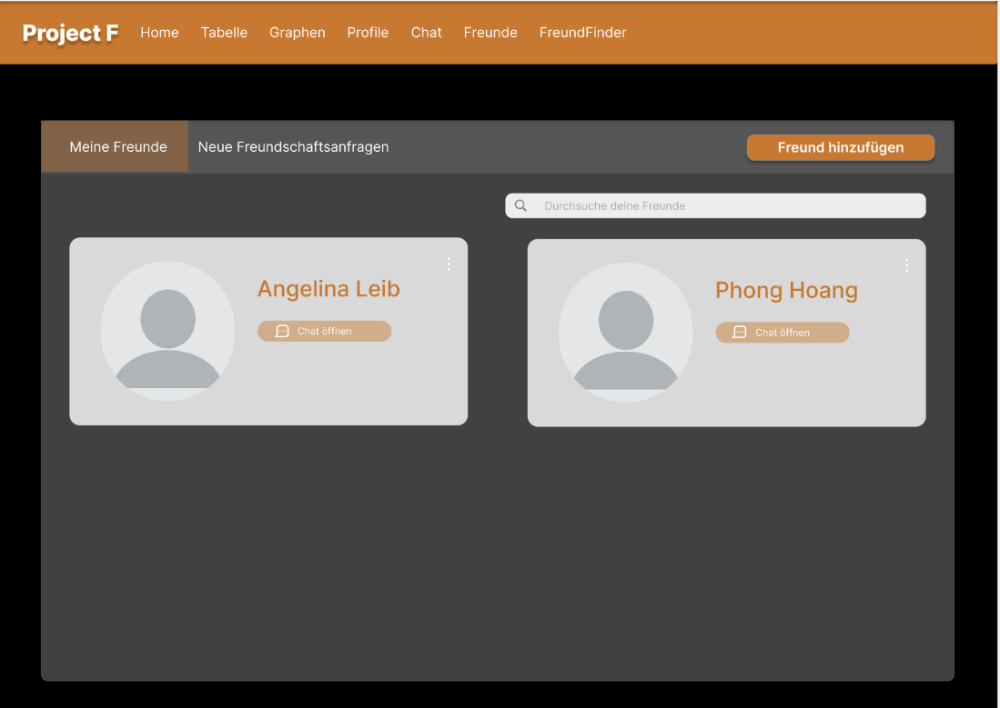 Project F Home Tabelle Graphen Profile Chat Freunde FreundFinder
Meine Freunde Neue Freundschaftsanfragen Freund hinzufügen
Durchsuche deine Freunde
Angelina Leib
Chat öffnen
Phong Hoang
Chat öffnen